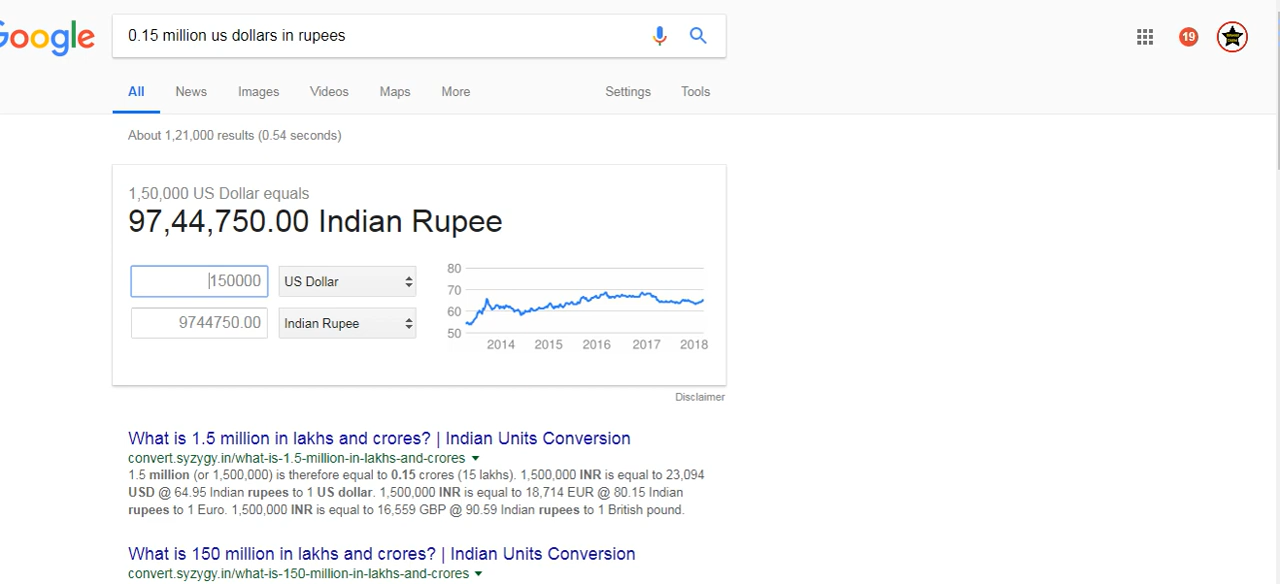 Google
0.15 million us dollars in rupees
19
All News Images Videos Maps More Settings Tools
About 1,21,000 results (0.54 seconds)
1,50,000 US Dollar equals
97,44,750.00 Indian Rupee
150000 US Dollar
9744750.00 Indian Rupee
80
70
60
50
2014 2015 2016 2017 2018
Disclaimer
What is 1.5 million in lakhs and crores? | Indian Units Conversion
convert.syzygy.in/what-is-1.5-million-in-lakhs-and-crores
1.5 million (or 1,500,000) is therefore equal to 0.15 crores (15 lakhs). 1,500,000 INR is equal to 23,094
USD @ 64.95 Indian rupees to 1 US dollar. 1,500,000 INR is equal to 18,714 EUR @ 80.15 Indian
rupees to 1 Euro. 1,500,000 INR is equal to 16,559 GBP @ 90.59 Indian rupees to 1 British pound.
What is 150 million in lakhs and crores? | Indian Units Conversion
convert.syzygy.in/what-is-150-million-in-lakhs-and-crores